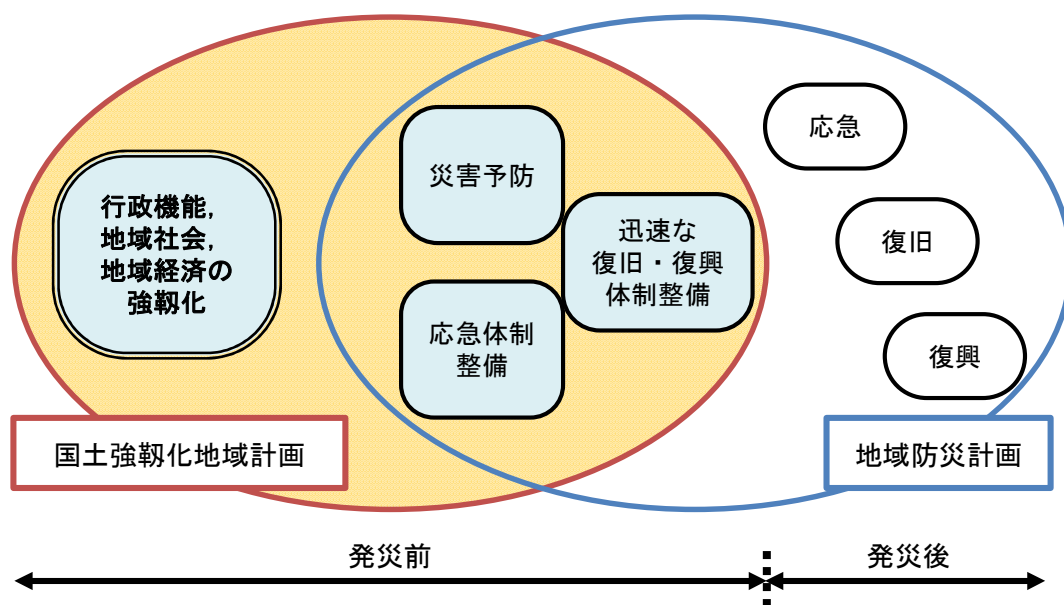 行政機能，
地域社会，
地域経済の
強靱化
災害予防
応急体制
整備
迅速な
復旧・復興
体制整備
応急
復旧
復興
国土強靱化地域計画
地域防災計画
発災前
発災後